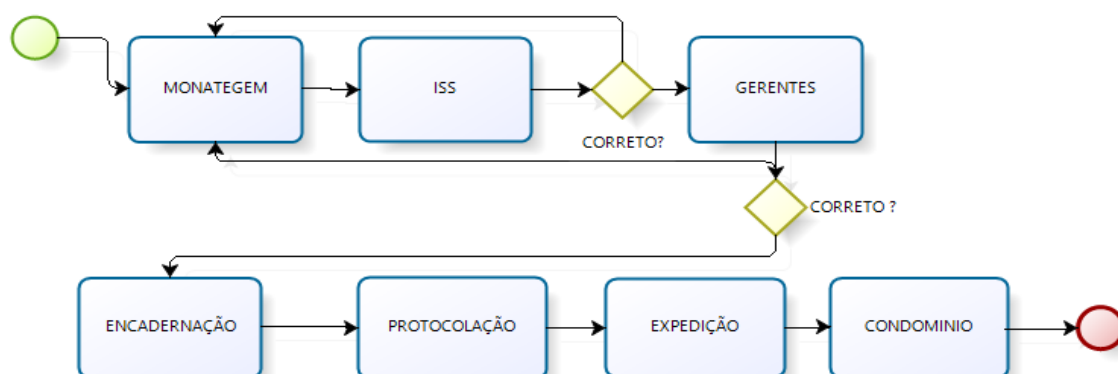 MONATEGEM
ISS
CORRETO?
GERENTES
CORRETO ?
ENCADERNAÇÃO
PROTOCOLAÇÃO
EXPEDIÇÃO
CONDOMINIO